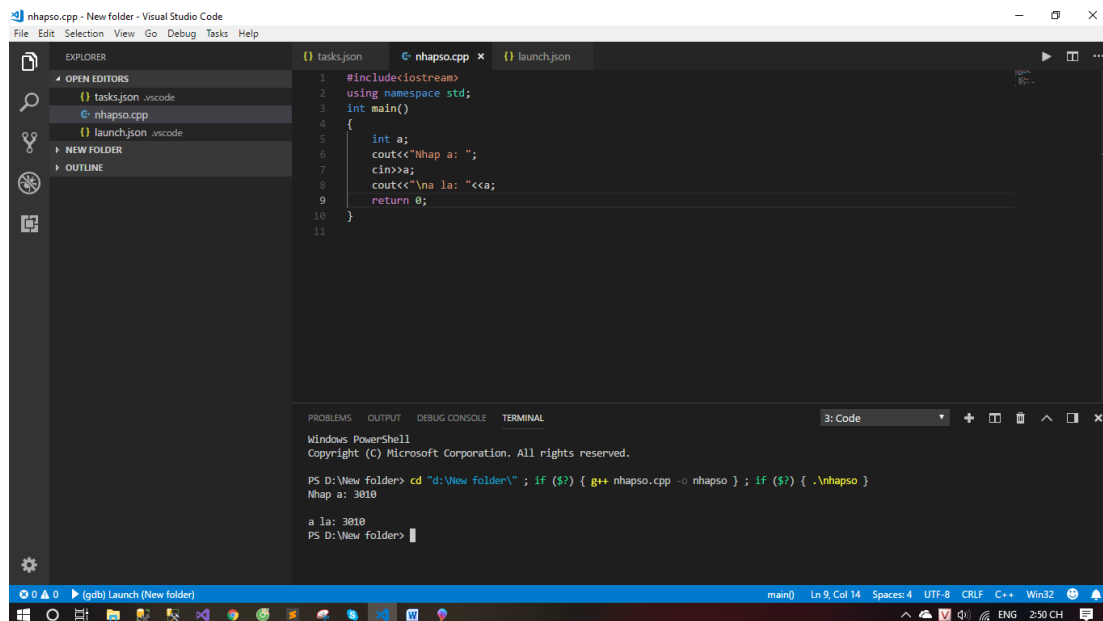 nhapso.cpp - New folder - Visual Studio Code
File Edit Selection View Go Debug Tasks Help
EXPLORER
OPEN EDITORS
{} tasks.json .vscode
nhapso.cpp
{} launch.json .vscode
NEW FOLDER
OUTLINE
{} tasks.json
nhapso.cpp
{} launch.json
1 #include<iostream>
2 using namespace std;
3 int main()
4 {
5 int a;
6 cout<<"Nhap a: ";
7 cin>>a;
8 cout<<"\na la: "<<a;
9 return 0;
10 }
11
PROBLEMS OUTPUT DEBUG CONSOLE TERMINAL 3: Code
Windows PowerShell
Copyright (C) Microsoft Corporation. All rights reserved.
PS D:\New folder> cd "d:\New folder\" ; if ($?) { g++ nhapso.cpp -o nhapso } ; if ($?) { .\nhapso }
Nhap a: 3010
a la: 3010
PS D:\New folder>
0 0 (gdb) Launch (New folder) main() Ln 9, Col 14 Spaces: 4 UTF-8 CRLF C++ Win32
ENG 2:50 CH